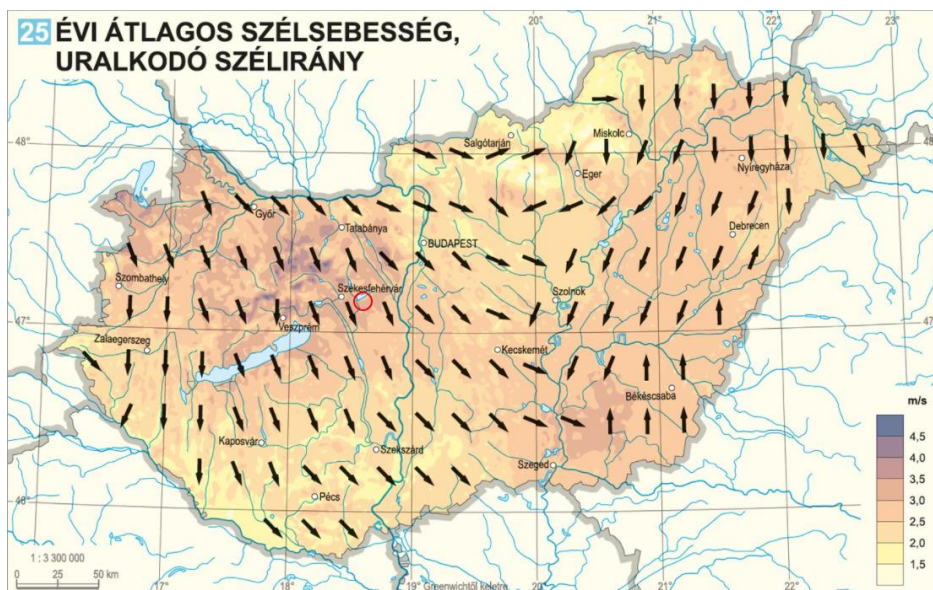 25 ÉVI ÁTLAGOS SZÉLSEBESSÉG,
URALKODÓ SZÉLIRÁNY
20°
21°
22°
23°
48°
48°
Salgótarján
Miskolc
Eger
Nyíregyháza
Győr
Tatabánya
BUDAPEST
Debrecen
Szombathely
Székesfehérvár
Szolnok
47°
47°
Veszprém
Zalaegerszeg
Kecskemét
Békéscsaba
Kaposvár
Szekszárd
Szeged
Pécs
48°
m/s
4,5
4,0
3,5
3,0
2,5
2,0
1,5
1 : 3 300 000
0 25 50 km
17°
18°
19°
Greenwichtől keletre
20°
21°
22°